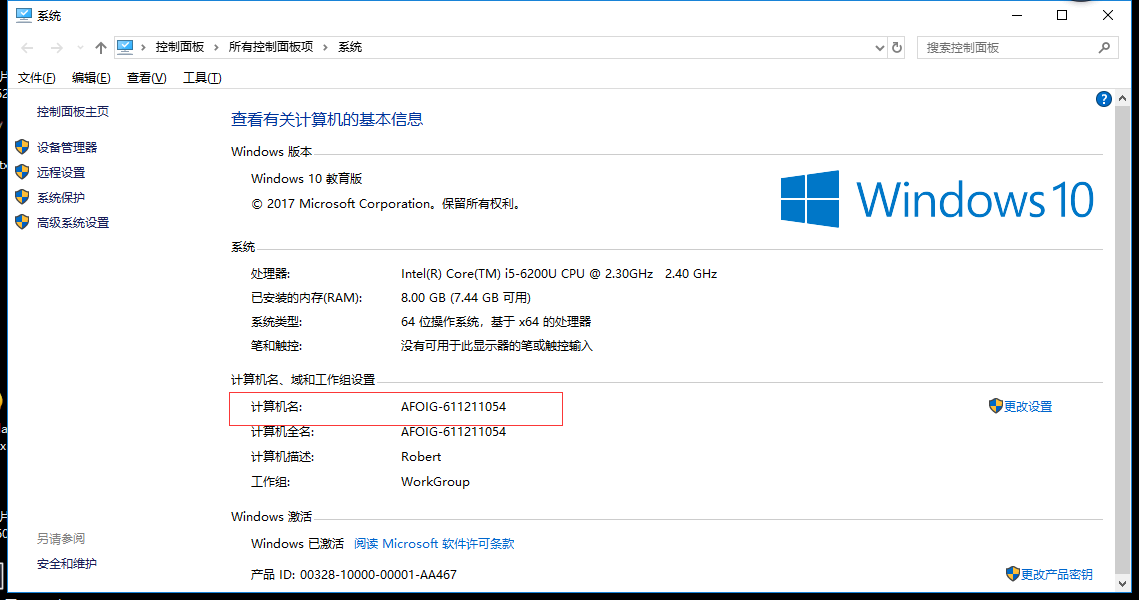 系统
控制面板 › 所有控制面板项 › 系统
搜索控制面板
文件(F) 编辑(E) 查看(V) 工具(T)
控制面板主页
设备管理器
远程设置
系统保护
高级系统设置
查看有关计算机的基本信息
Windows 版本
Windows 10 教育版
© 2017 Microsoft Corporation。保留所有权利。
Windows 10
系统
处理器: Intel(R) Core(TM) i5-6200U CPU @ 2.30GHz 2.40 GHz
已安装的内存(RAM): 8.00 GB (7.44 GB 可用)
系统类型: 64 位操作系统，基于 x64 的处理器
笔和触控: 没有可用于此显示器的笔或触控输入
计算机名、域和工作组设置
计算机名: AFOIG-611211054 更改设置
计算机全名: AFOIG-611211054
计算机描述: Robert
工作组: WorkGroup
Windows 激活
Windows 已激活 阅读 Microsoft 软件许可条款
产品 ID: 00328-10000-00001-AA467 更改产品密钥
另请参阅
安全和维护